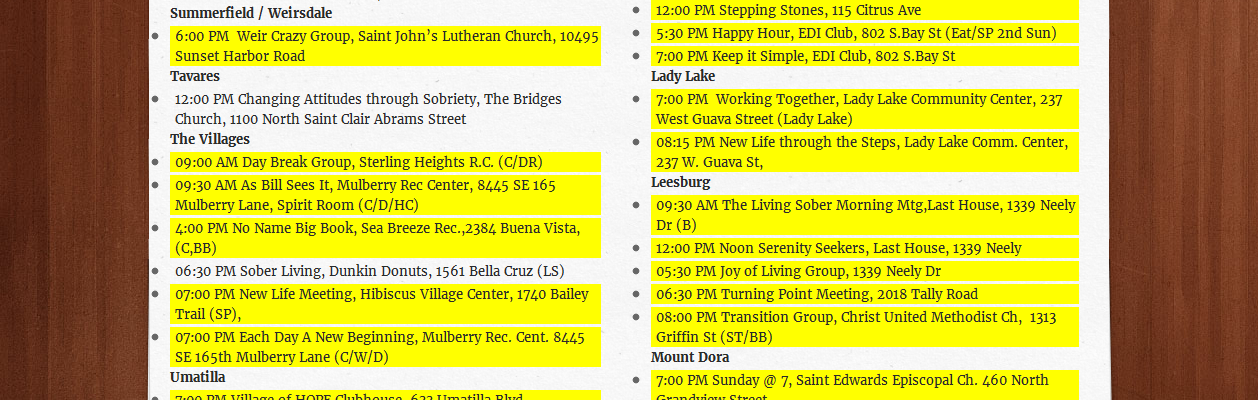 Summerfield / Weirsdale
6:00 PM  Weir Crazy Group, Saint John’s Lutheran Church, 10495
Sunset Harbor Road
Tavares
12:00 PM Changing Attitudes through Sobriety, The Bridges
Church, 1100 North Saint Clair Abrams Street
The Villages
09:00 AM Day Break Group, Sterling Heights R.C. (C/DR)
09:30 AM As Bill Sees It, Mulberry Rec Center, 8445 SE 165
Mulberry Lane, Spirit Room (C/D/HC)
4:00 PM No Name Big Book, Sea Breeze Rec.,2384 Buena Vista,
(C,BB)
06:30 PM Sober Living, Dunkin Donuts, 1561 Bella Cruz (LS)
07:00 PM New Life Meeting, Hibiscus Village Center, 1740 Bailey
Trail (SP),
07:00 PM Each Day A New Beginning, Mulberry Rec. Cent. 8445
SE 165th Mulberry Lane (C/W/D)
Umatilla
7:00 PM Village of HOPE Clubhouse, 633 Umatilla Blvd
12:00 PM Stepping Stones, 115 Citrus Ave
5:30 PM Happy Hour, EDI Club, 802 S.Bay St (Eat/SP 2nd Sun)
7:00 PM Keep it Simple, EDI Club, 802 S.Bay St
Lady Lake
7:00 PM  Working Together, Lady Lake Community Center, 237
West Guava Street (Lady Lake)
08:15 PM New Life through the Steps, Lady Lake Comm. Center,
237 W. Guava St,
Leesburg
09:30 AM The Living Sober Morning Mtg,Last House, 1339 Neely
Dr (B)
12:00 PM Noon Serenity Seekers, Last House, 1339 Neely
05:30 PM Joy of Living Group, 1339 Neely Dr
06:30 PM Turning Point Meeting, 2018 Tally Road
08:00 PM Transition Group, Christ United Methodist Ch,  1313
Griffin St (ST/BB)
Mount Dora
7:00 PM Sunday @ 7, Saint Edwards Episcopal Ch. 460 North
Grandview Street